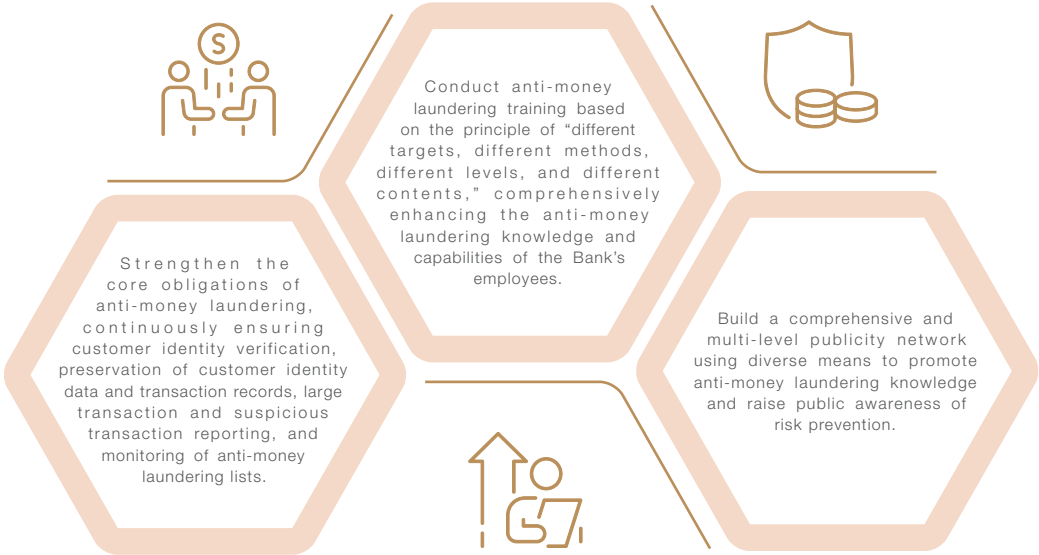 Strengthen the
core obligations of
anti-money laundering,
continuously ensuring
customer identity verification,
preservation of customer identity
data and transaction records, large
transaction and suspicious
transaction reporting, and
monitoring of anti-money
laundering lists.
Conduct anti-money
laundering training based
on the principle of “different
targets, different methods,
different levels, and different
contents,” comprehensively
enhancing the anti-money
laundering knowledge and
capabilities of the Bank’s
employees.
Build a comprehensive and
multi-level publicity network
using diverse means to promote
anti-money laundering knowledge
and raise public awareness of
risk prevention.
S